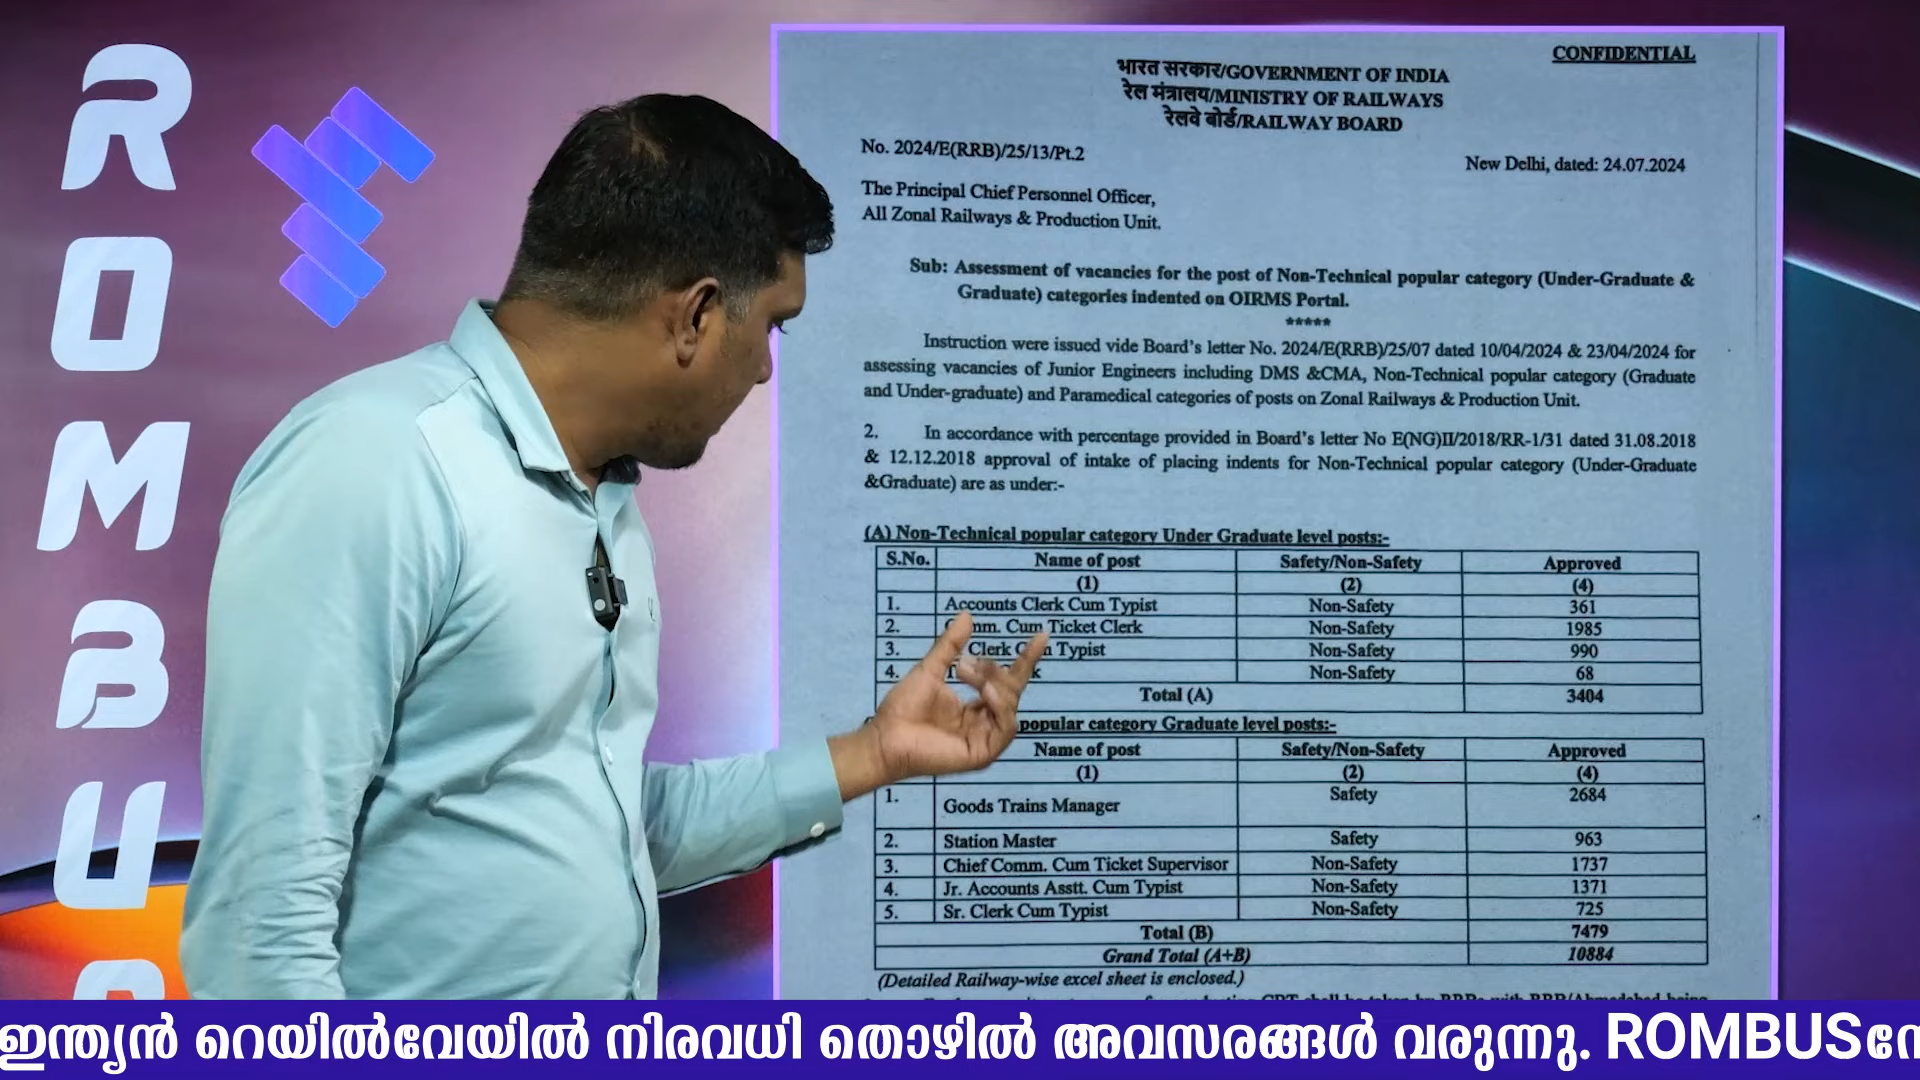 ROMBU
CONFIDENTIAL
भारत सरकार/GOVERNMENT OF INDIA
रेल मंत्रालय/MINISTRY OF RAILWAYS
रेलवे बोर्ड/RAILWAY BOARD
No. 2024/E(RRB)/25/13/Pt.2
New Delhi, dated: 24.07.2024
The Principal Chief Personnel Officer,
All Zonal Railways & Production Unit.
Sub: Assessment of vacancies for the post of Non-Technical popular category (Under-Graduate &
Graduate) categories indented on OIRMS Portal.
*****
Instruction were issued vide Board's letter No. 2024/E(RRB)/25/07 dated 10/04/2024 & 23/04/2024 for
assessing vacancies of Junior Engineers including DMS &CMA, Non-Technical popular category (Graduate
and Under-graduate) and Paramedical categories of posts on Zonal Railways & Production Unit.
2. In accordance with percentage provided in Board's letter No E(NG)II/2018/RR-1/31 dated 31.08.2018
& 12.12.2018 approval of intake of placing indents for Non-Technical popular category (Under-Graduate
&Graduate) are as under:-
(A) Non-Technical popular category Under Graduate level posts:-
S.No. Name of post Safety/Non-Safety Approved
(1) (2) (4)
1. Accounts Clerk Cum Typist Non-Safety 361
2. Cum Ticket Clerk Non-Safety 1985
3. Clerk Typist Non-Safety 990
4. Non-Safety 68
Total (A) 3404
popular category Graduate level posts:-
Name of post Safety/Non-Safety Approved
(1) (2) (4)
1. Goods Trains Manager Safety 2684
2. Station Master Safety 963
3. Chief Comm. Cum Ticket Supervisor Non-Safety 1737
4. Jr. Accounts Asstt. Cum Typist Non-Safety 1371
5. Sr. Clerk Cum Typist Non-Safety 725
Total (B) 7479
Grand Total (A+B) 10884
(Detailed Railway-wise excel sheet is enclosed.)
ഇന്ത്യൻ റെയിൽവേയിൽ നിരവധി തൊഴിൽ അവസരങ്ങൾ വരുന്നു. ROMBUS